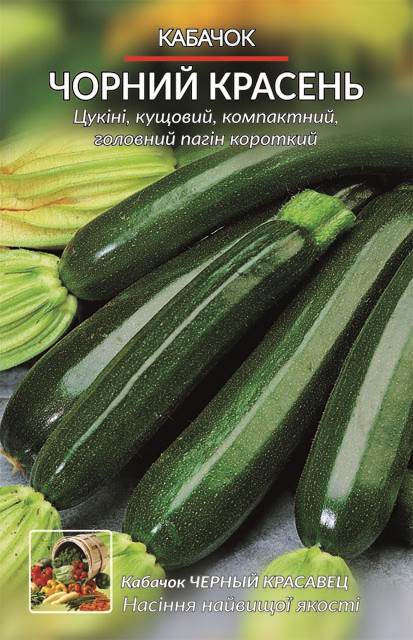 КАБАЧОК
ЧОРНИЙ КРАСЕНЬ
Цукіні, кущовий, компактний,
головний пагін короткий
Кабачок ЧЕРНЫЙ КРАСАВЕЦ
Насіння найвищої якості